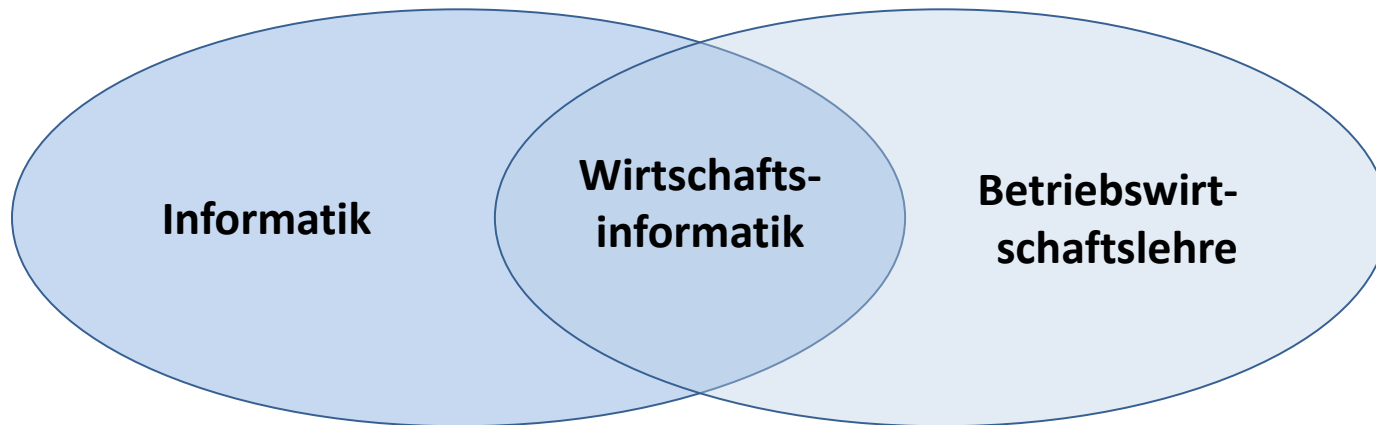 Informatik
Wirtschafts-
informatik
Betriebswirt-
schaftslehre